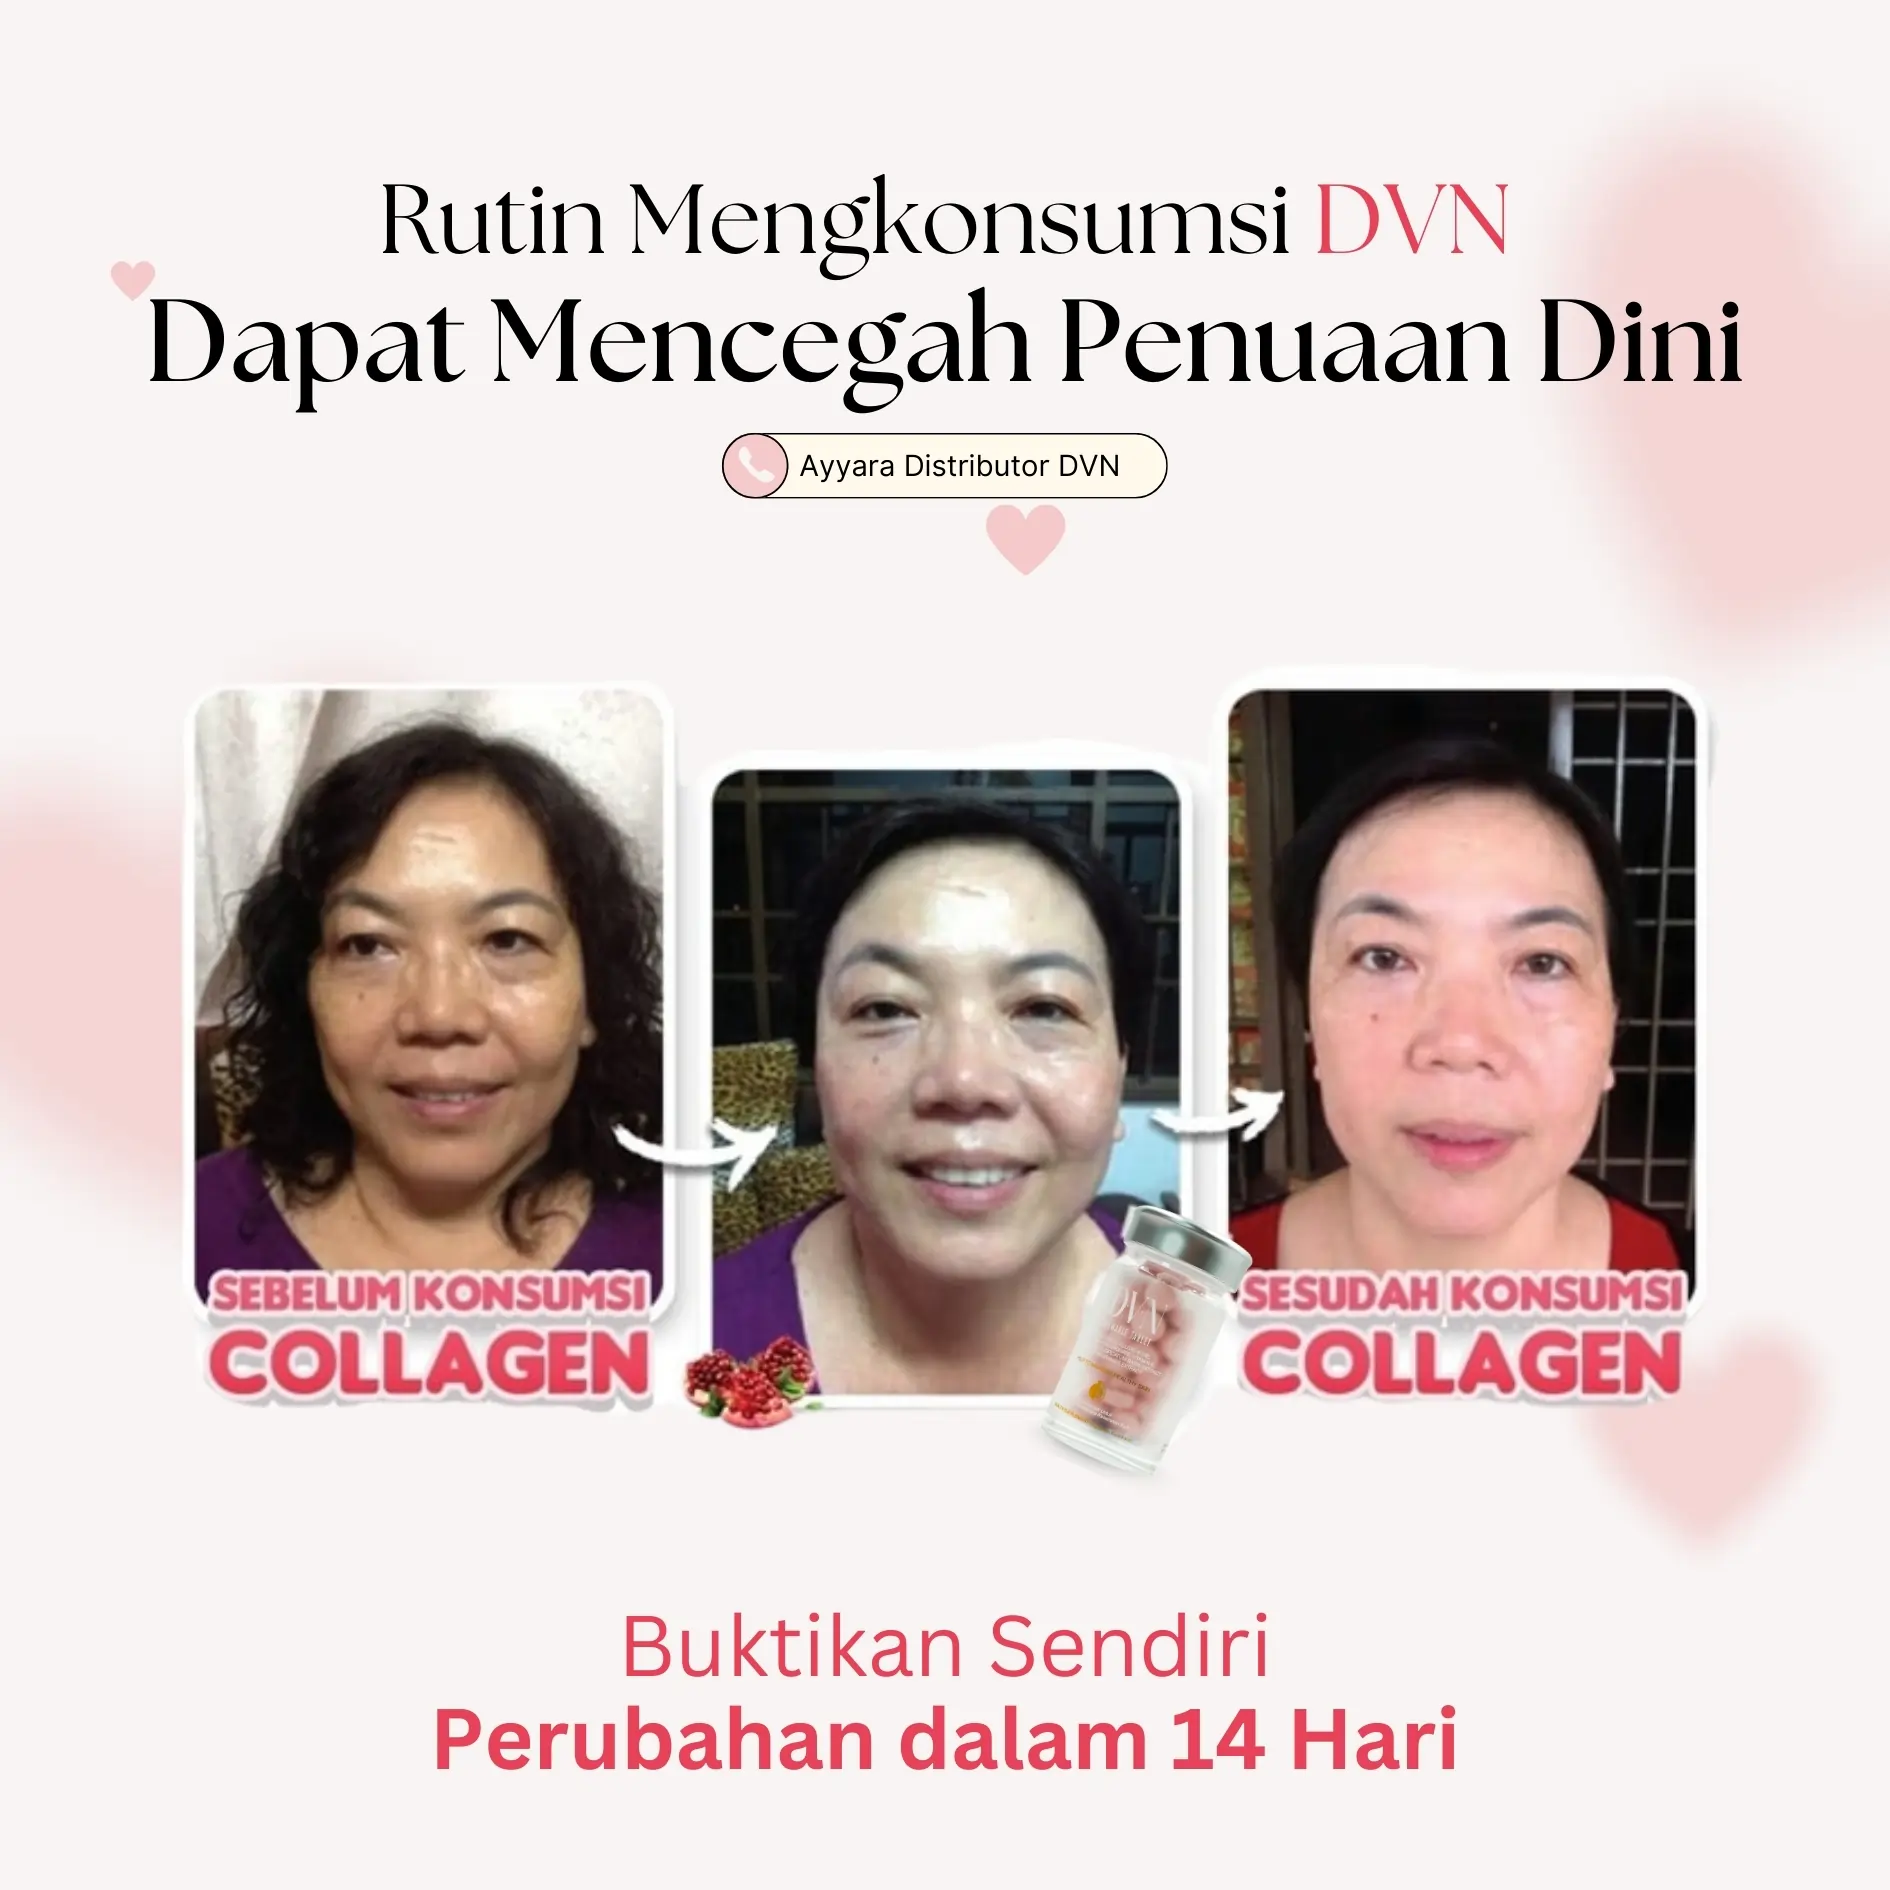 Rutin Mengkonsumsi DVN
Dapat Mencegah Penuaan Dini
Ayyara Distributor DVN
SEBELUM KONSUMSI
COLLAGEN
DVN
SESUDAH KONSUMSI
COLLAGEN
Buktikan Sendiri
Perubahan dalam 14 Hari